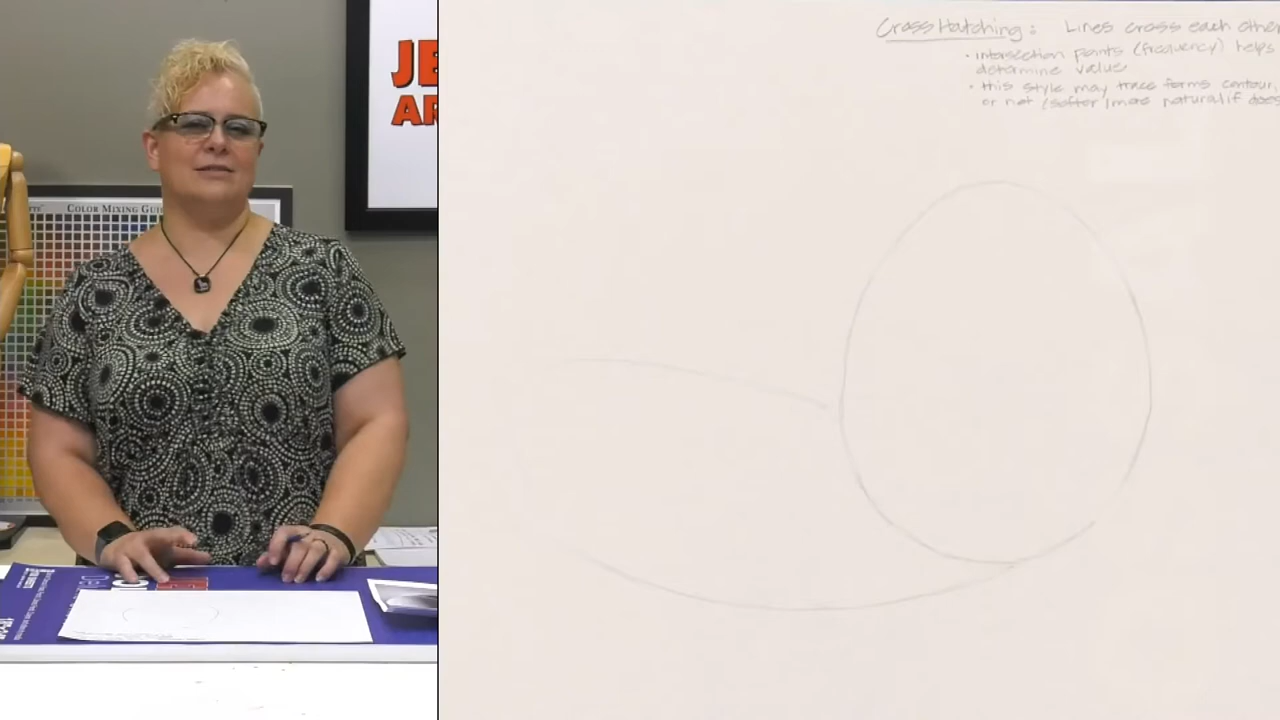 JE
AR
COLOR MIXING GUI
Cross Hatching: Lines cross each other
• intersection points (frequency) helps
determine value
• this style may trace forms contour,
or not (softer/more natural if does